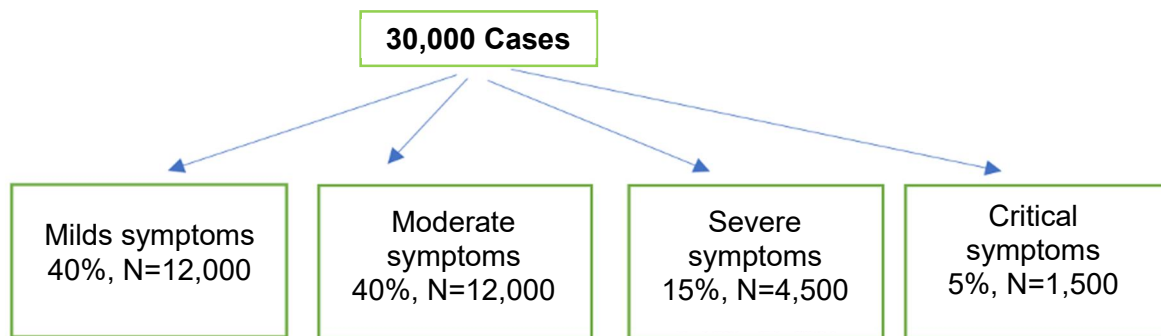 30,000 Cases
Milds symptoms
40%, N=12,000
Moderate
symptoms
40%, N=12,000
Severe
symptoms
15%, N=4,500
Critical
symptoms
5%, N=1,500